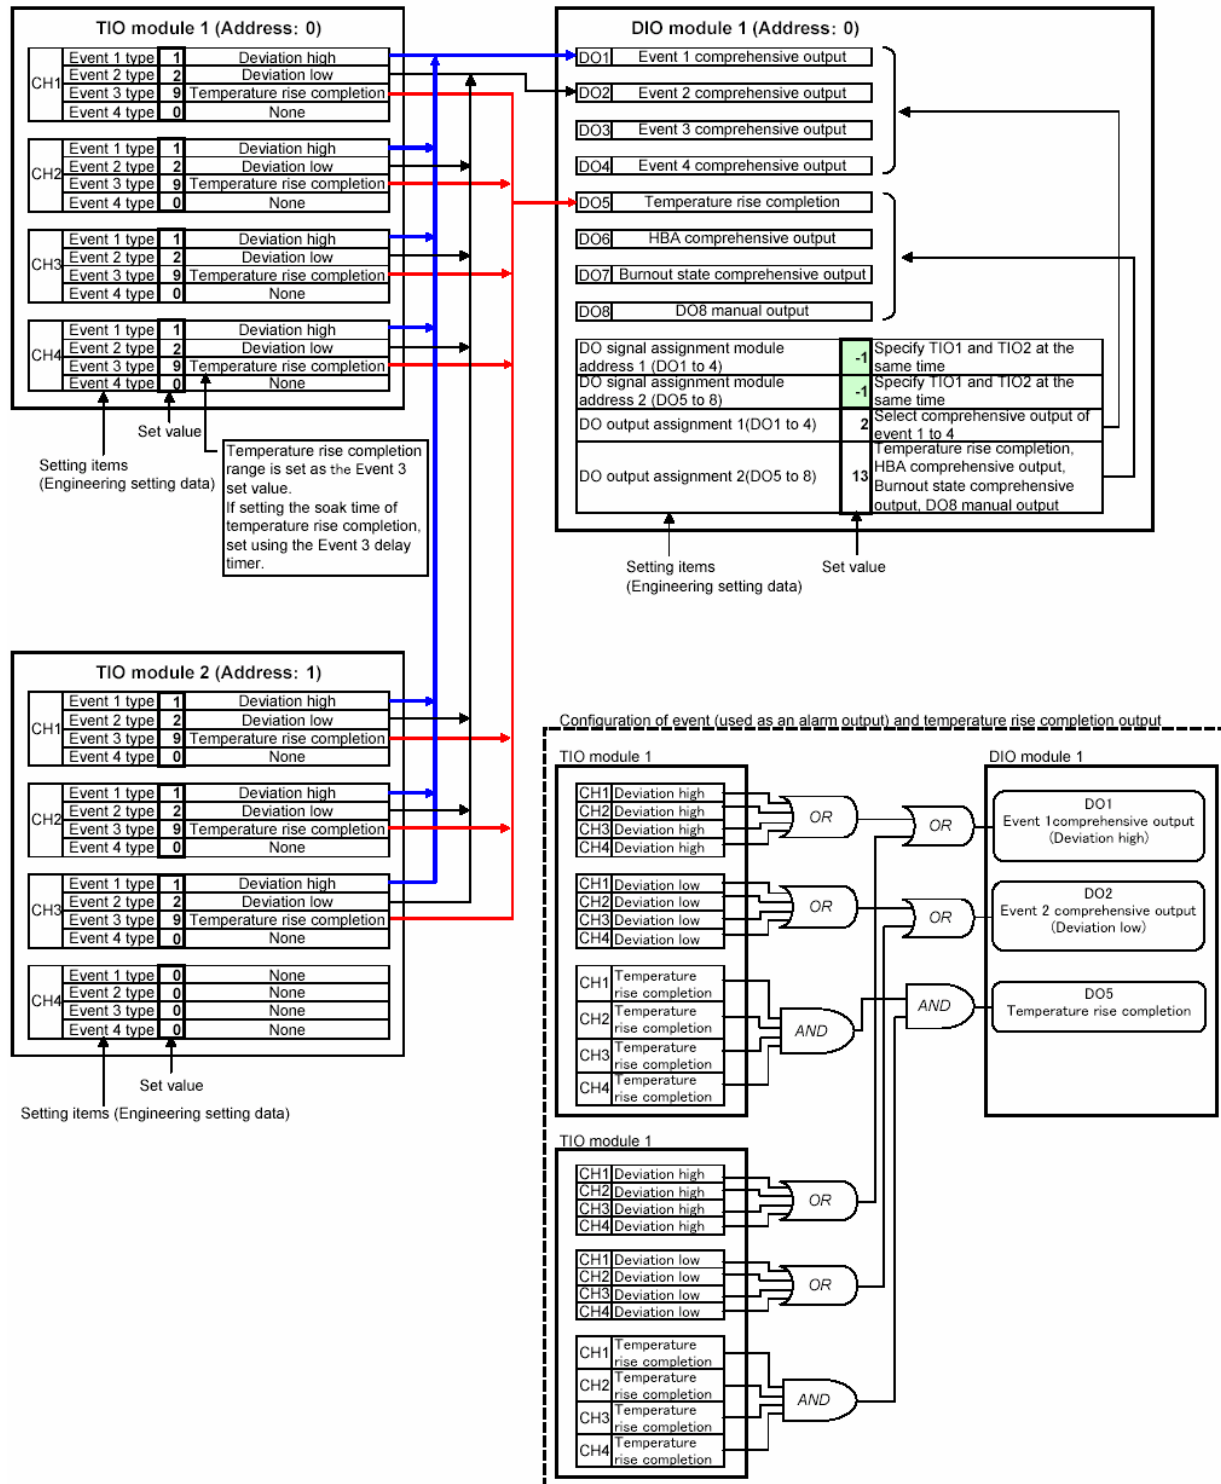 TIO module 1 (Address: 0)
CH1
Event 1 type 1 Deviation high
Event 2 type 2 Deviation low
Event 3 type 9 Temperature rise completion
Event 4 type 0 None
CH2
Event 1 type 1 Deviation high
Event 2 type 2 Deviation low
Event 3 type 9 Temperature rise completion
Event 4 type 0 None
CH3
Event 1 type 1 Deviation high
Event 2 type 2 Deviation low
Event 3 type 9 Temperature rise completion
Event 4 type 0 None
CH4
Event 1 type 1 Deviation high
Event 2 type 2 Deviation low
Event 3 type 9 Temperature rise completion
Event 4 type 0 None
Set value
Setting items
(Engineering setting data)
Temperature rise completion
range is set as the Event 3
set value.
If setting the soak time of
temperature rise completion,
set using the Event 3 delay
timer.
DIO module 1 (Address: 0)
DO1 Event 1 comprehensive output
DO2 Event 2 comprehensive output
DO3 Event 3 comprehensive output
DO4 Event 4 comprehensive output
DO5 Temperature rise completion
DO6 HBA comprehensive output
DO7 Burnout state comprehensive output
DO8 DO8 manual output
DO signal assignment module
address 1 (DO1 to 4)
-1
Specify TIO1 and TIO2 at the
same time
DO signal assignment module
address 2 (DO5 to 8)
-1
Specify TIO1 and TIO2 at the
same time
DO output assignment 1(DO1 to 4)
2
Select comprehensive output of
event 1 to 4
DO output assignment 2(DO5 to 8)
13
Temperature rise completion,
HBA comprehensive output,
Burnout state comprehensive
output, DO8 manual output
Setting items
(Engineering setting data)
Set value
TIO module 2 (Address: 1)
CH1
Event 1 type 1 Deviation high
Event 2 type 2 Deviation low
Event 3 type 9 Temperature rise completion
Event 4 type 0 None
CH2
Event 1 type 1 Deviation high
Event 2 type 2 Deviation low
Event 3 type 9 Temperature rise completion
Event 4 type 0 None
CH3
Event 1 type 1 Deviation high
Event 2 type 2 Deviation low
Event 3 type 9 Temperature rise completion
Event 4 type 0 None
CH4
Event 1 type 0 None
Event 2 type 0 None
Event 3 type 0 None
Event 4 type 0 None
Set value
Setting items (Engineering setting data)
Configuration of event (used as an alarm output) and temperature rise completion output
TIO module 1
CH1 Deviation high
CH2 Deviation high
CH3 Deviation high
CH4 Deviation high
OR
OR
CH1 Deviation low
CH2 Deviation low
CH3 Deviation low
CH4 Deviation low
OR
OR
CH1 Temperature
rise completion
CH2 Temperature
rise completion
CH3 Temperature
rise completion
CH4 Temperature
rise completion
AND
AND
DIO module 1
DO1
Event 1comprehensive output
(Deviation high)
DO2
Event 2 comprehensive output
(Deviation low)
DO5
Temperature rise completion
TIO module 1
CH1 Deviation high
CH2 Deviation high
CH3 Deviation high
CH4 Deviation high
OR
CH1 Deviation low
CH2 Deviation low
CH3 Deviation low
CH4 Deviation low
OR
CH1 Temperature
rise completion
CH2 Temperature
rise completion
CH3 Temperature
rise completion
CH4 Temperature
rise completion
AND